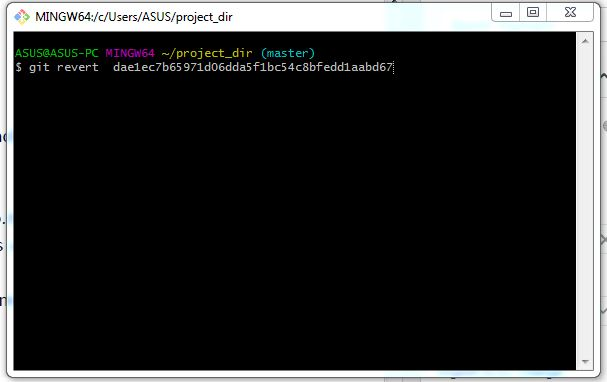 MINGW64:/c/Users/ASUS/project_dir
ASUS@ASUS-PC MINGW64 ~/project_dir (master)
$ git revert  dae1ec7b65971d06dda5f1bc54c8bfedd1aabd67